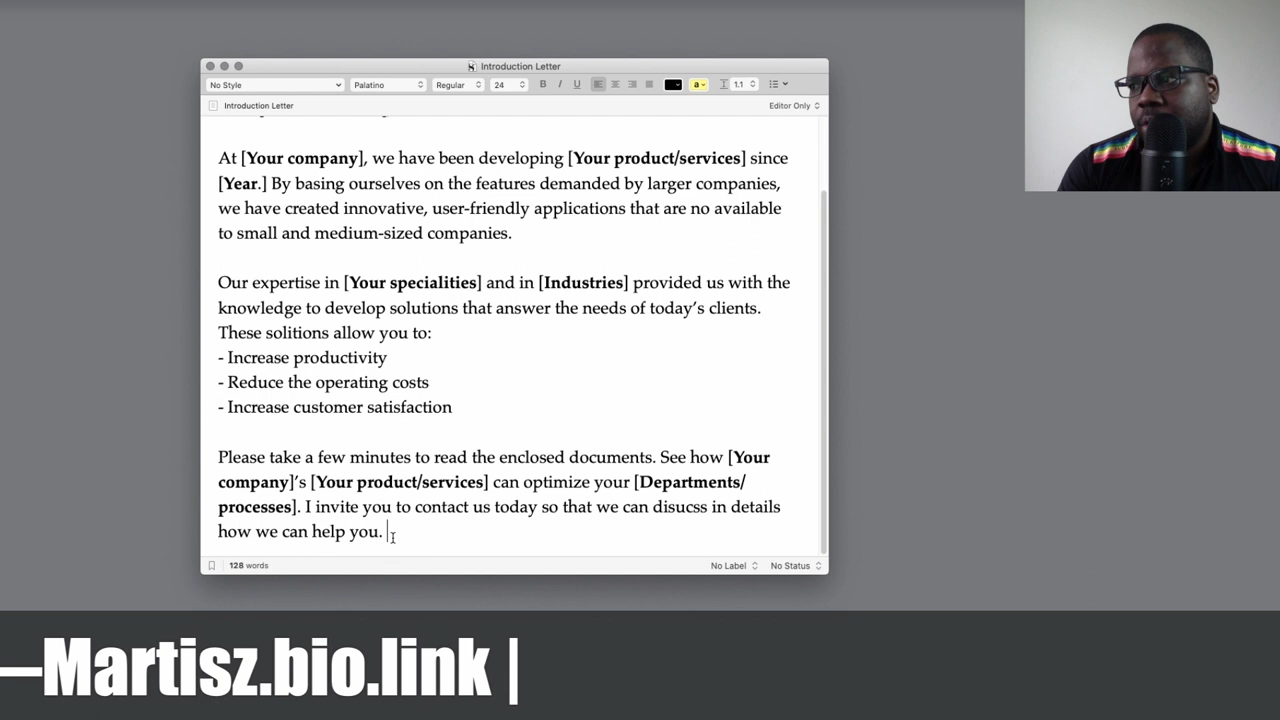 Introduction Letter
No Style
Palatino
Regular
24
B
I
U
a
1.1
Introduction Letter
Editor Only
At [Your company], we have been developing [Your product/services] since
[Year.] By basing ourselves on the features demanded by larger companies,
we have created innovative, user-friendly applications that are no available
to small and medium-sized companies.
Our expertise in [Your specialities] and in [Industries] provided us with the
knowledge to develop solutions that answer the needs of today's clients.
These solitions allow you to:
- Increase productivity
- Reduce the operating costs
- Increase customer satisfaction
Please take a few minutes to read the enclosed documents. See how [Your
company]'s [Your product/services] can optimize your [Departments/
processes]. I invite you to contact us today so that we can disucss in details
how we can help you.
128 words
No Label
No Status
—Martisz.bio.link |